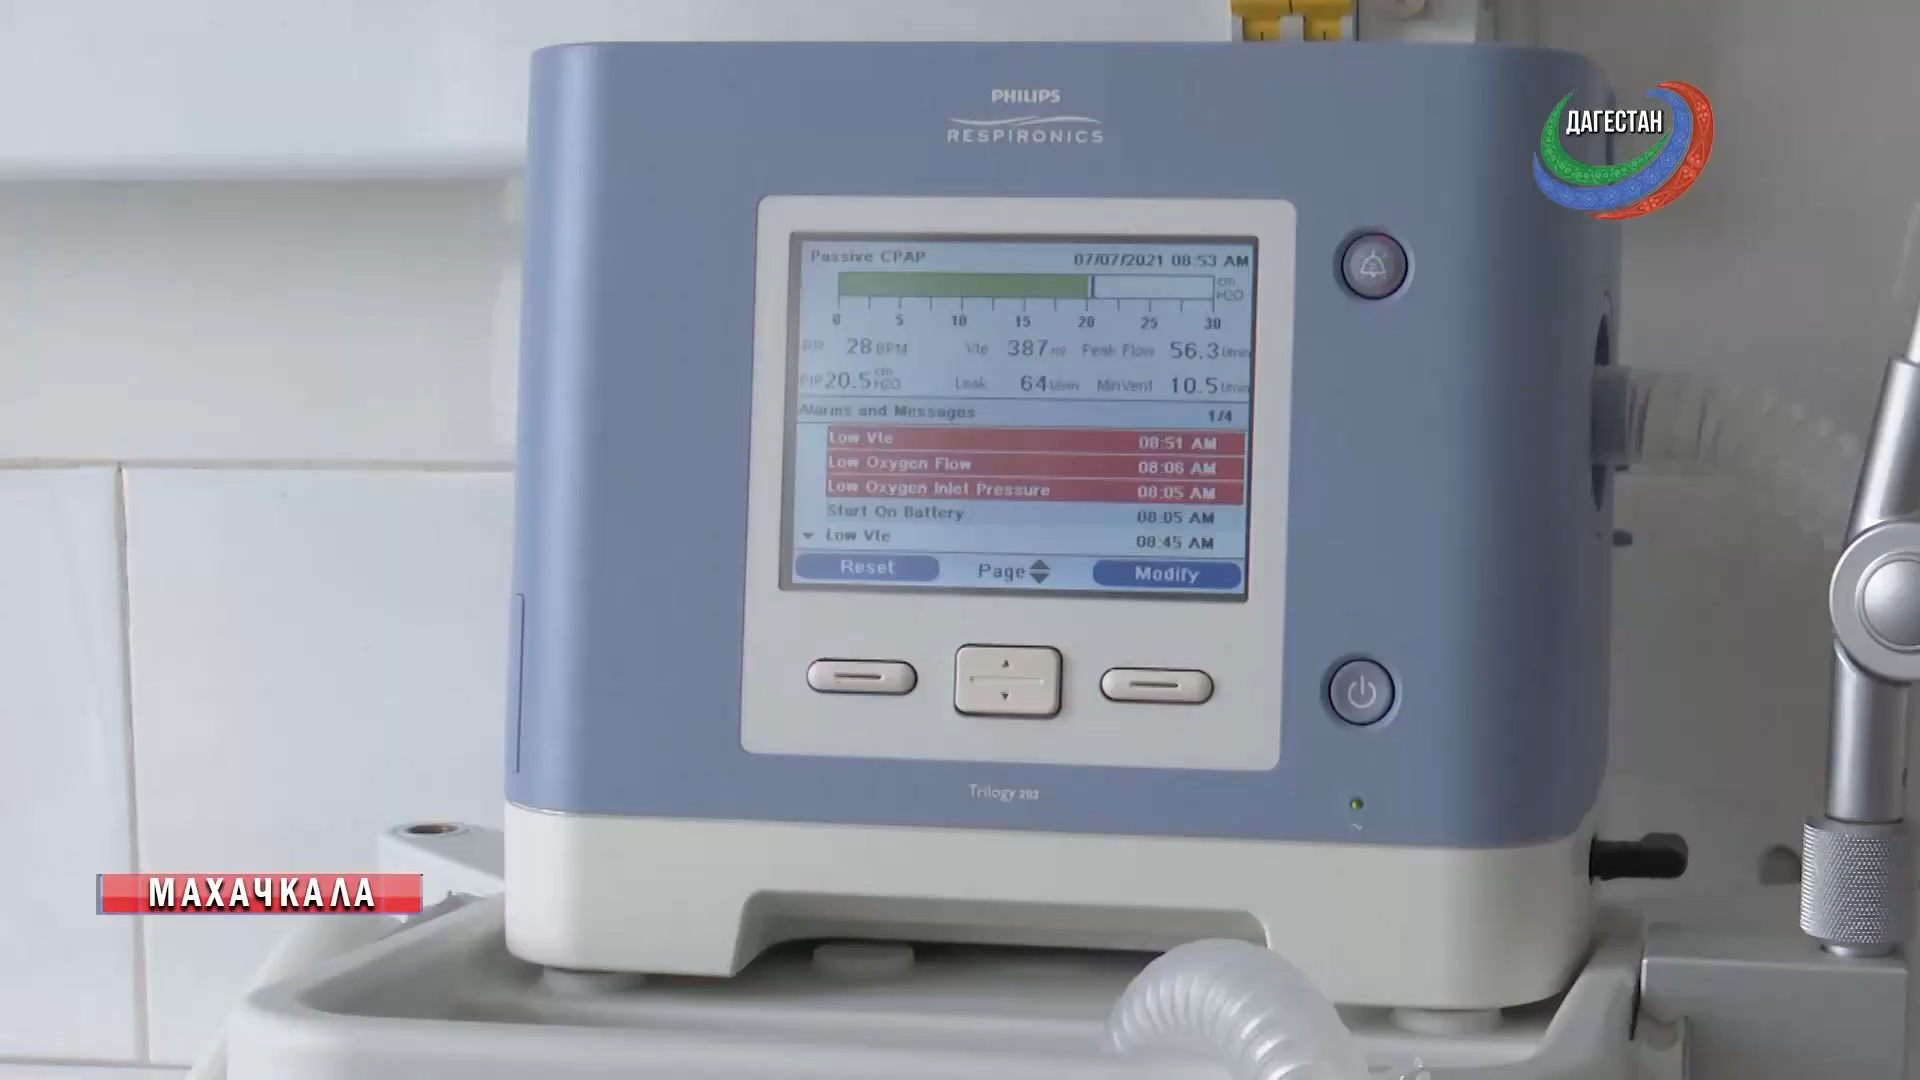 PHILIPS
RESPIRONICS
ДАГЕСТАН
Passive CPAP 07/07/2021 08:53 AM
cm H2O
0 5 10 15 20 25 30
RR 28 BPM Vte 387 ml Peak Flow 56.3 l/min
PIP 20.5 cm H2O Leak 64 l/min MinVent 10.5 l/min
Alarms and Messages 1/4
Low Vte 08:51 AM
Low Oxygen Flow 08:06 AM
Low Oxygen Inlet Pressure 08:05 AM
Start On Battery 08:05 AM
Low Vte 08:45 AM
Reset Page Modify
Trilogy 202
МАХАЧКАЛА